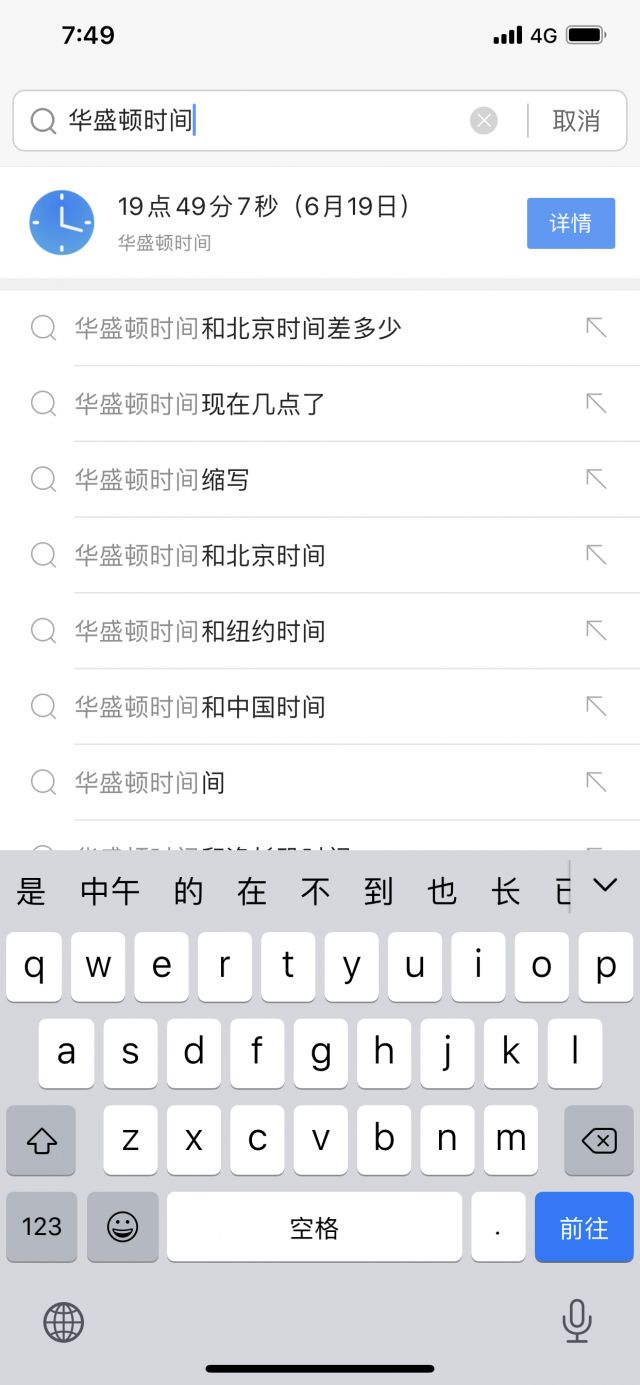 7:49 4G
华盛顿时间 取消
19点49分7秒（6月19日）
华盛顿时间
详情
华盛顿时间和北京时间差多少
华盛顿时间现在几点了
华盛顿时间缩写
华盛顿时间和北京时间
华盛顿时间和纽约时间
华盛顿时间和中国时间
华盛顿时间间
是 中午 的 在 不 到 也 长
q w e r t y u i o p
a s d f g h j k l
z x c v b n m
123 空格 . 前往